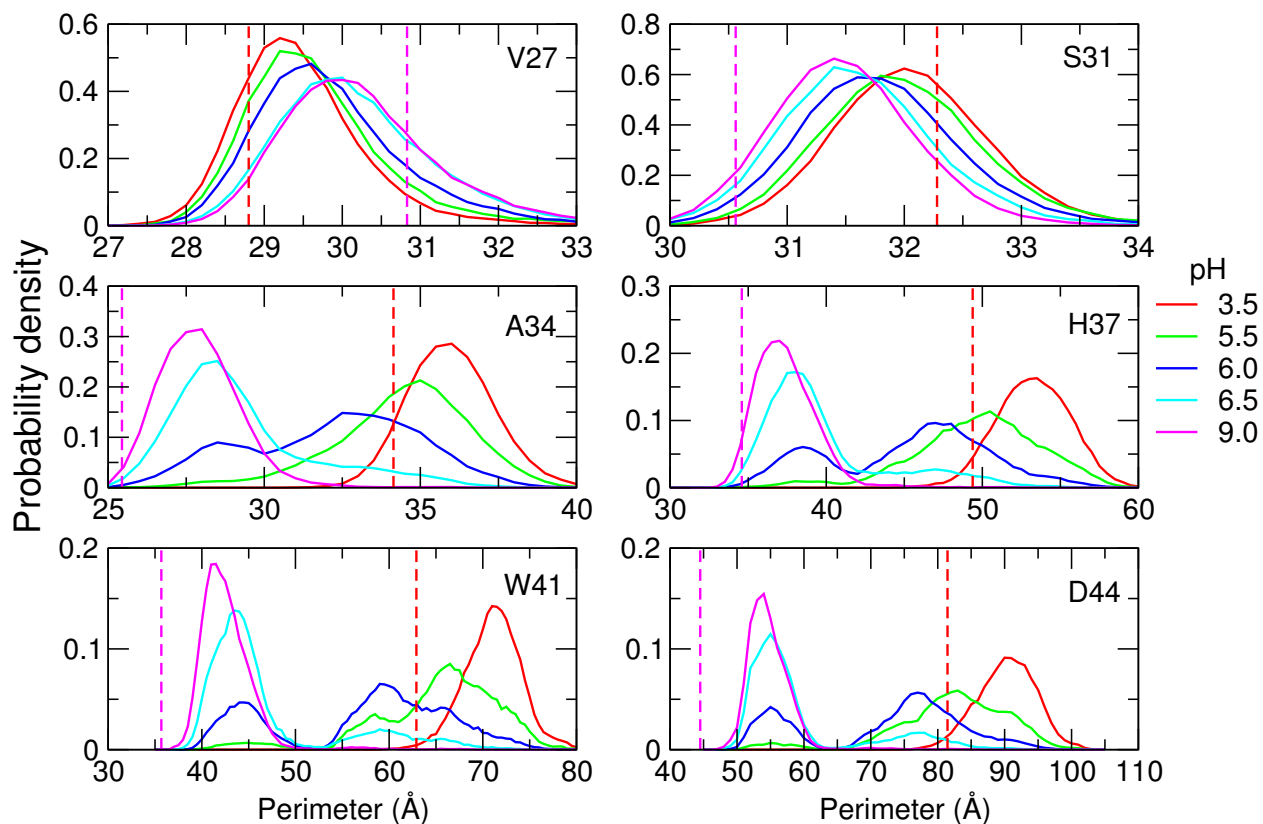 V27
0.6
0.4
0.2
0
27 28 29 30 31 32 33
S31
0.8
0.6
0.4
0.2
0
30 31 32 33 34
A34
0.4
0.3
0.2
0.1
0
25 30 35 40
H37
0.3
0.2
0.1
0
30 40 50 60
W41
0.2
0.1
0
30 40 50 60 70 80
D44
0.2
0.1
0
40 50 60 70 80 90 100 110
Probability density
Perimeter (Å)
Perimeter (Å)
pH
3.5
5.5
6.0
6.5
9.0